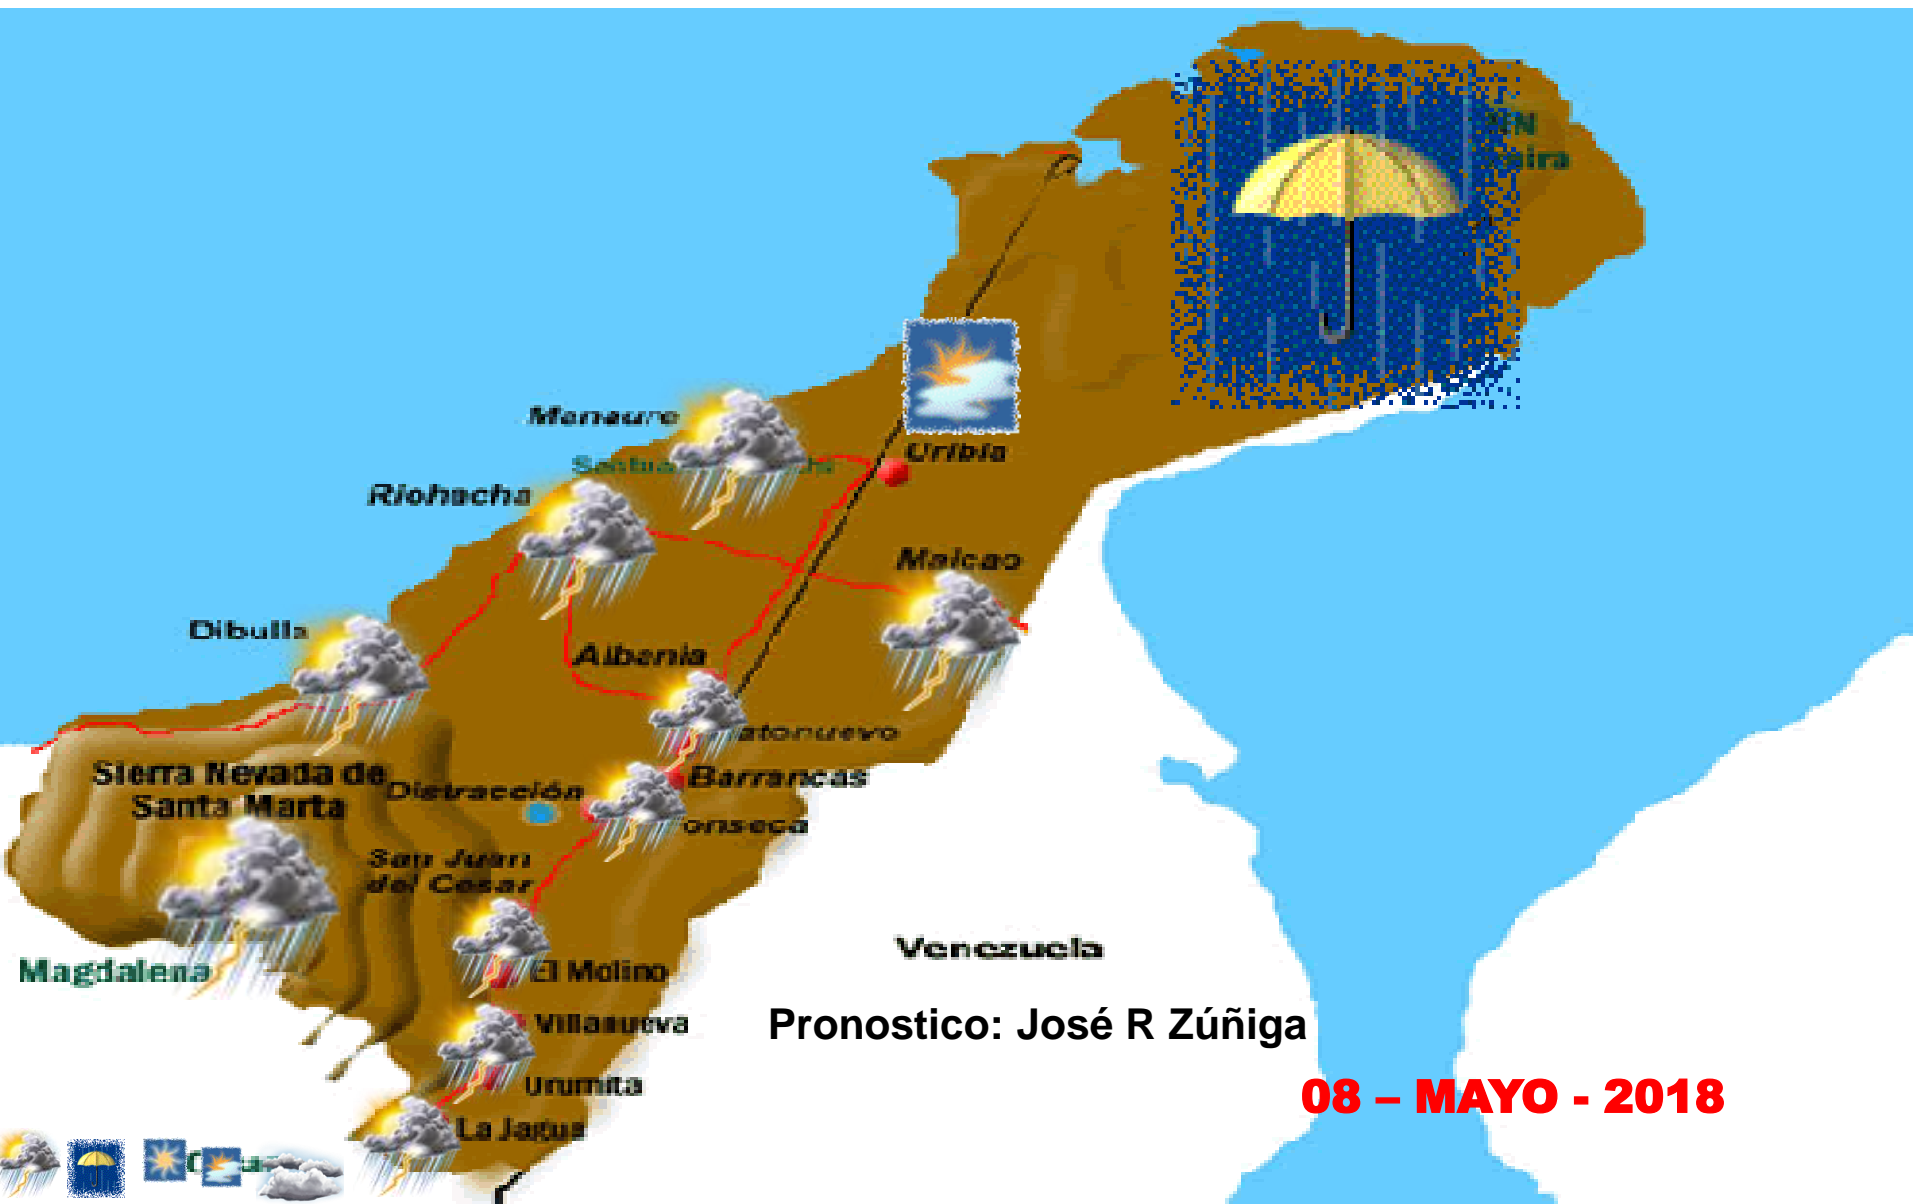 Manaure
Uribia
Riohacha
Maicao
Dibulla
Albania
Barrancas
Sierra Nevada de
Santa Marta
Distracción
San Juan
del Cesar
Venezuela
Magdalena
El Molino
Pronostico: José R Zúñiga
Villanueva
Urumita
08 – MAYO - 2018
La Jagua